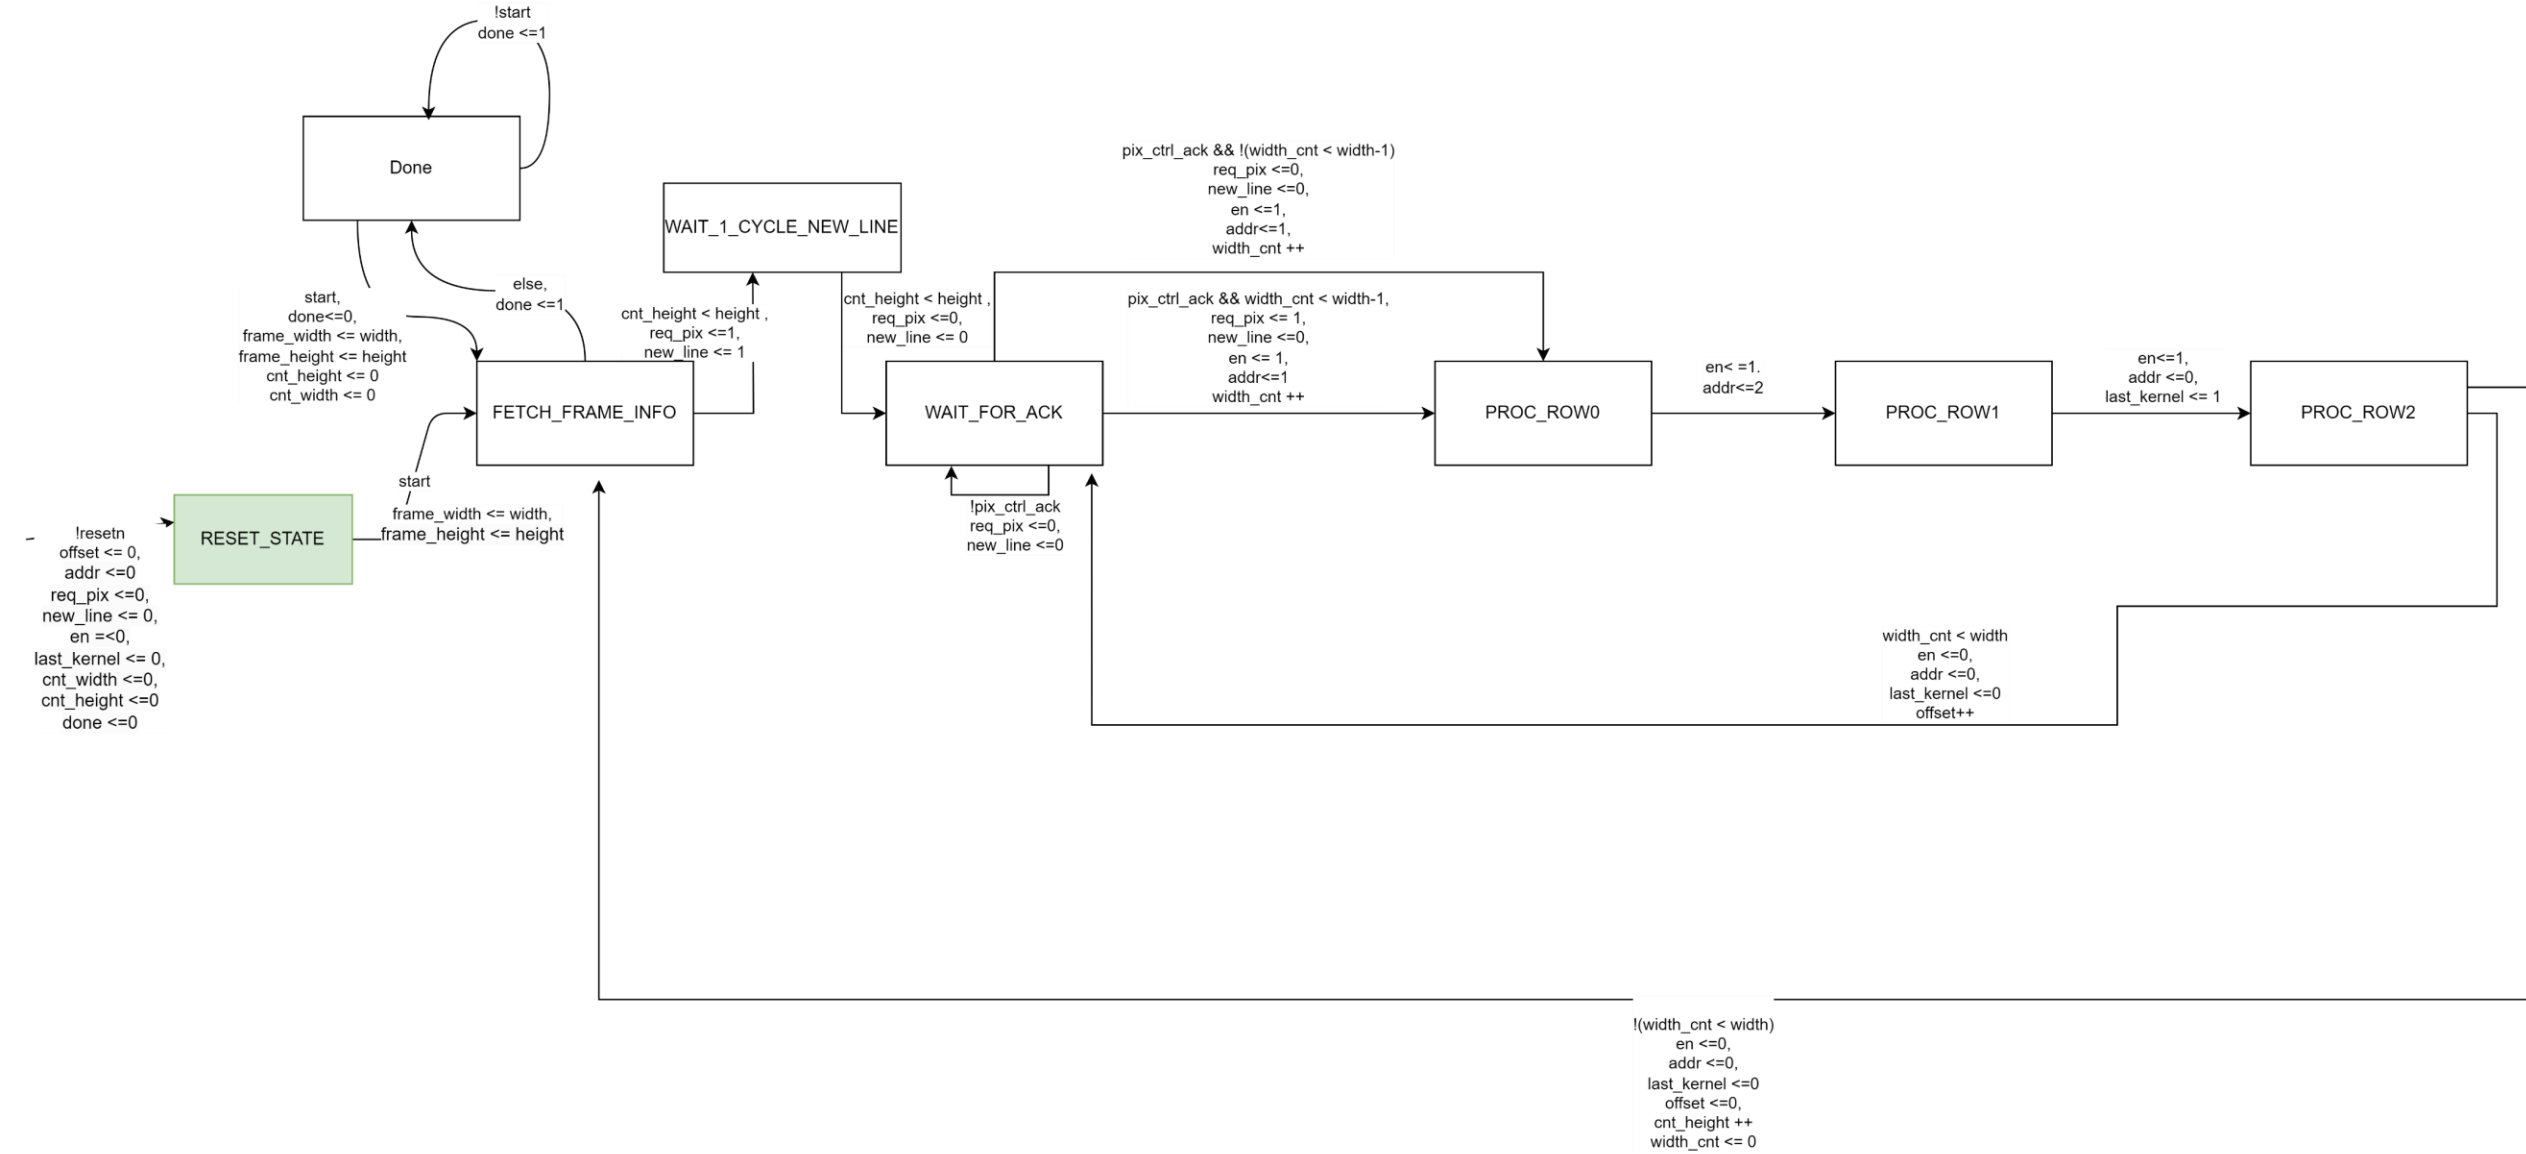 !start
done <=1
Done
start,
done<=0,
frame_width <= width,
frame_height <= height
cnt_height <= 0
cnt_width <= 0
else,
done <=1
WAIT_1_CYCLE_NEW_LINE
cnt_height < height ,
req_pix <=1,
new_line <= 1
cnt_height < height ,
req_pix <=0,
new_line <= 0
pix_ctrl_ack && !(width_cnt < width-1)
req_pix <=0,
new_line <=0,
en <=1,
addr<=1,
width_cnt ++
pix_ctrl_ack && width_cnt < width-1,
req_pix <= 1,
new_line <=0,
en <= 1,
addr<=1
width_cnt ++
FETCH_FRAME_INFO
WAIT_FOR_ACK
PROC_ROW0
en< =1.
addr<=2
PROC_ROW1
en<=1,
addr <=0,
last_kernel <= 1
PROC_ROW2
start
frame_width <= width,
frame_height <= height
!pix_ctrl_ack
req_pix <=0,
new_line <=0
!resetn
offset <= 0,
addr <=0
req_pix <=0,
new_line <= 0,
en =<0,
last_kernel <= 0,
cnt_width <=0,
cnt_height <=0
done <=0
RESET_STATE
width_cnt < width
en <=0,
addr <=0,
last_kernel <=0
offset++
!(width_cnt < width)
en <=0,
addr <=0,
last_kernel <=0
offset <=0,
cnt_height ++
width_cnt <= 0